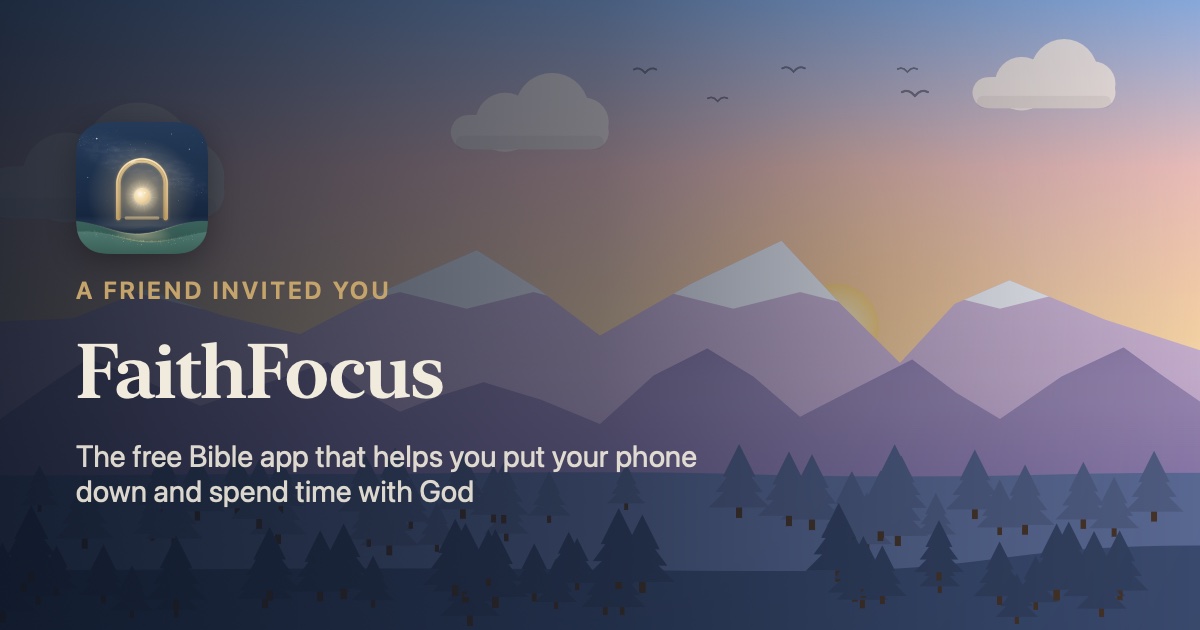 A FRIEND INVITED YOU
FaithFocus
The free Bible app that helps you put your phone
down and spend time with God